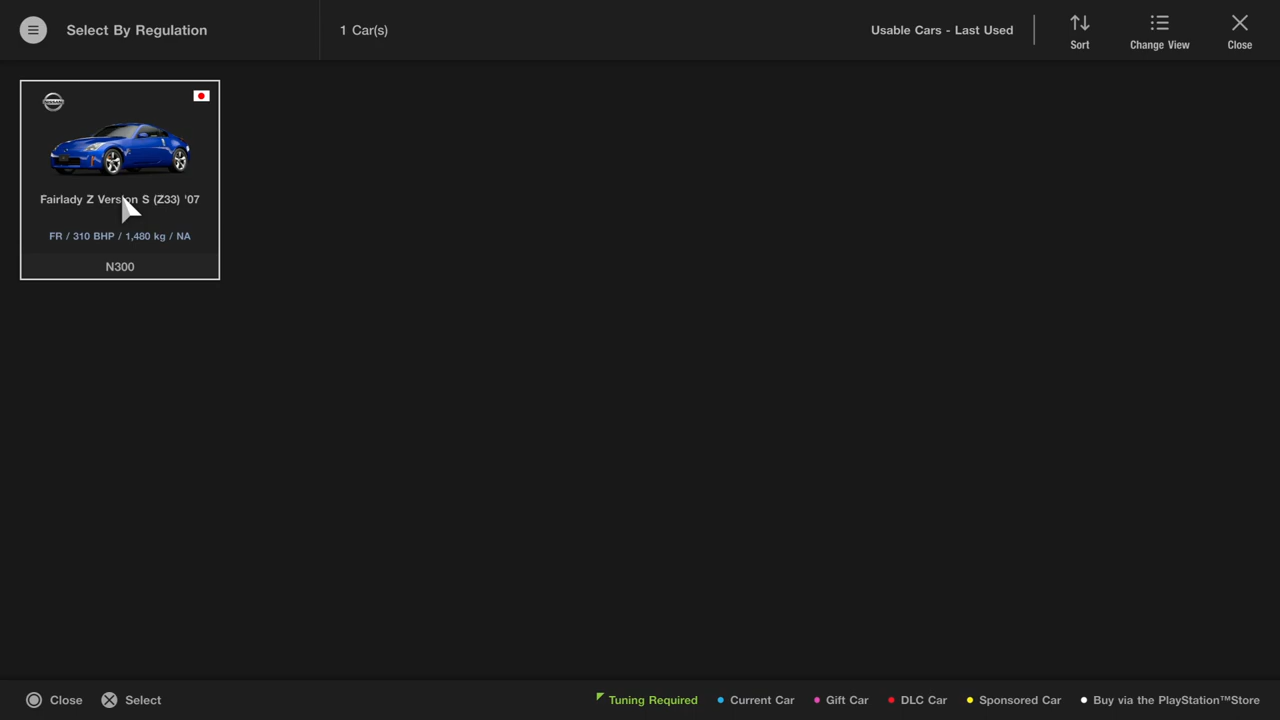 Select By Regulation
1 Car(s)
Usable Cars - Last Used
Sort
Change View
Close
NISSAN
Fairlady Z Version S (Z33) '07
FR / 310 BHP / 1,480 kg / NA
N300
Close
Select
Tuning Required
Current Car
Gift Car
DLC Car
Sponsored Car
Buy via the PlayStation™Store